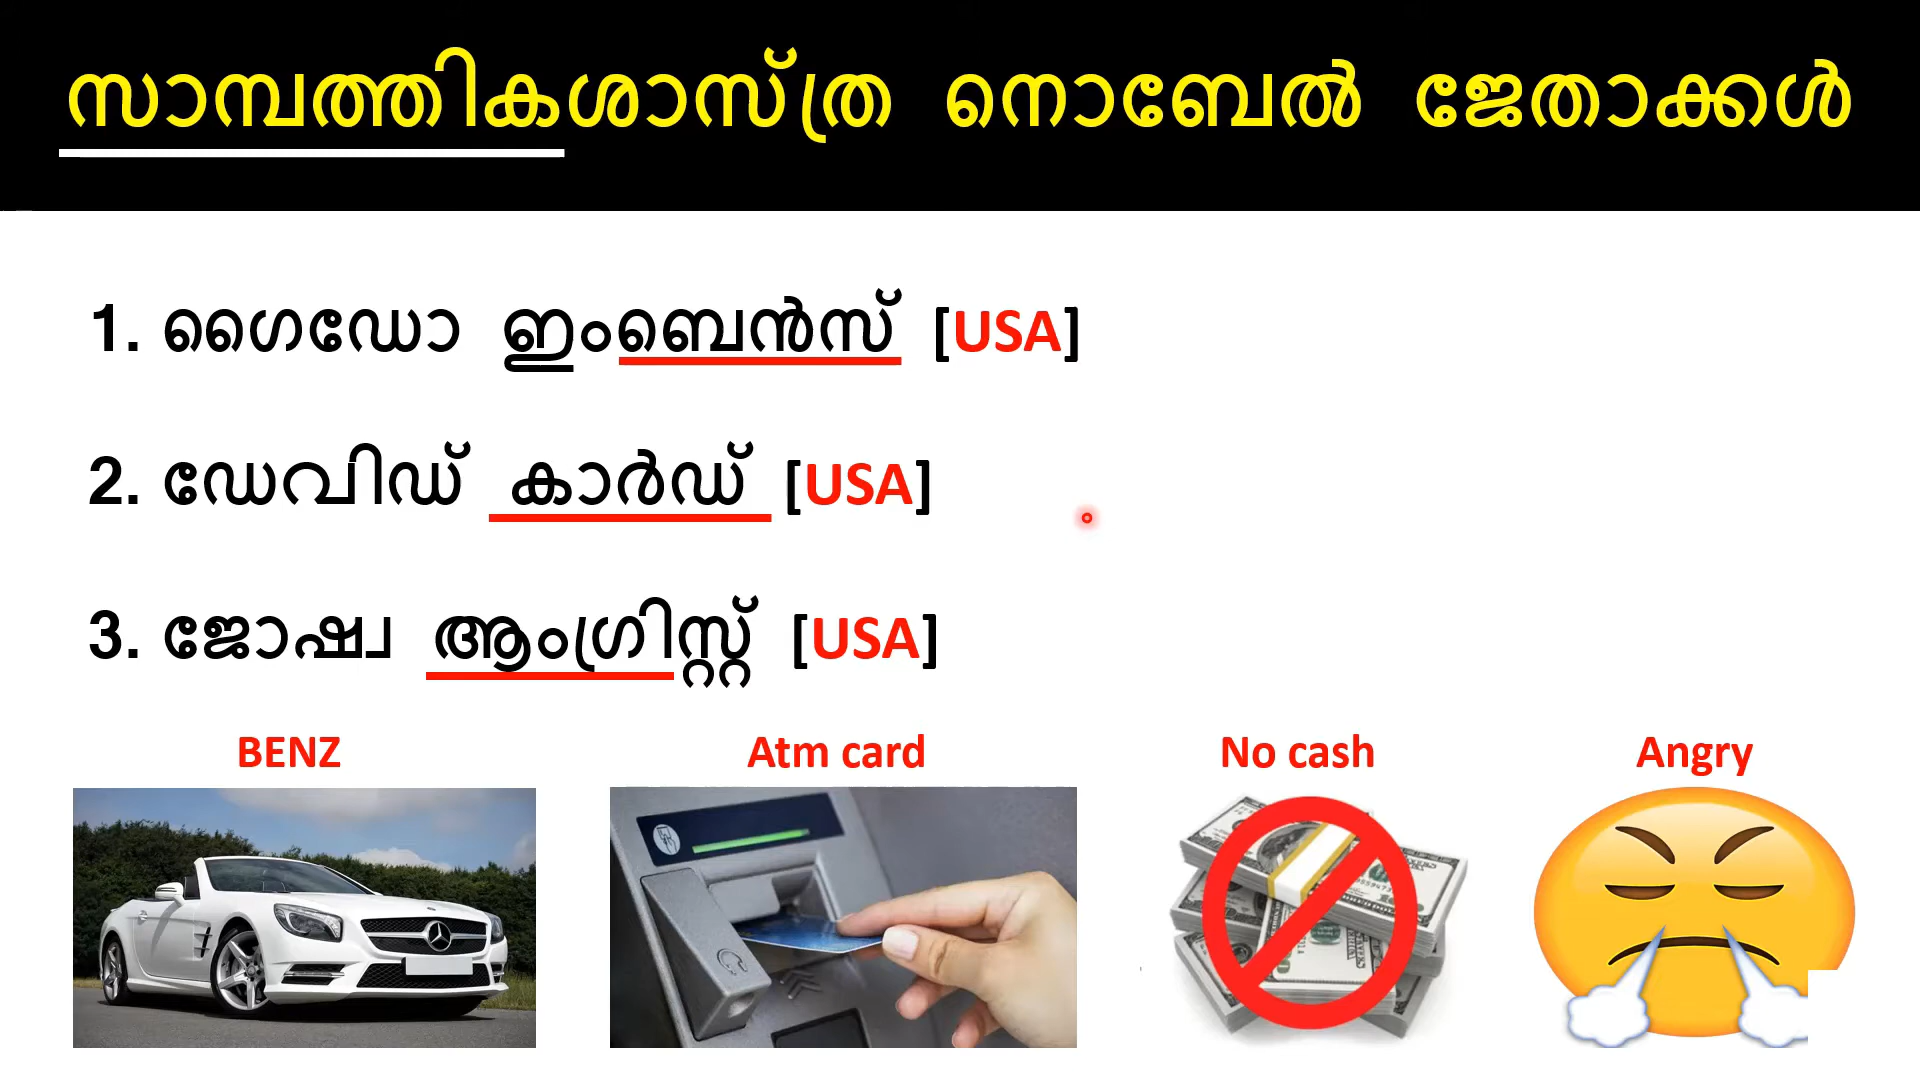 സാമ്പത്തികശാസ്ത്ര നൊബേൽ ജേതാക്കൾ
1. ഗൈഡോ ഇംബെൻസ് [USA]
2. ഡേവിഡ് കാർഡ് [USA]
3. ജോഷ്വ ആംഗ്രിസ്റ്റ് [USA]
BENZ Atm card No cash Angry